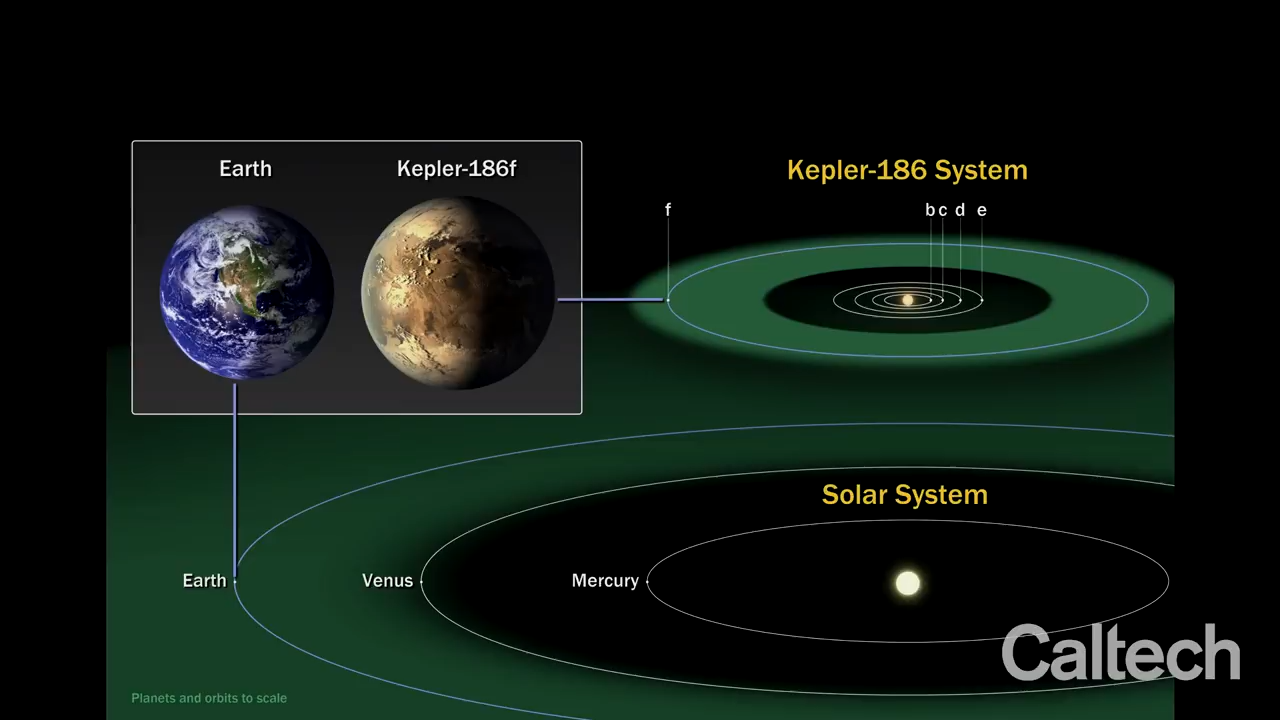 Earth
Kepler-186f
Kepler-186 System
f
b c d e
Solar System
Earth
Venus
Mercury
Caltech
Planets and orbits to scale